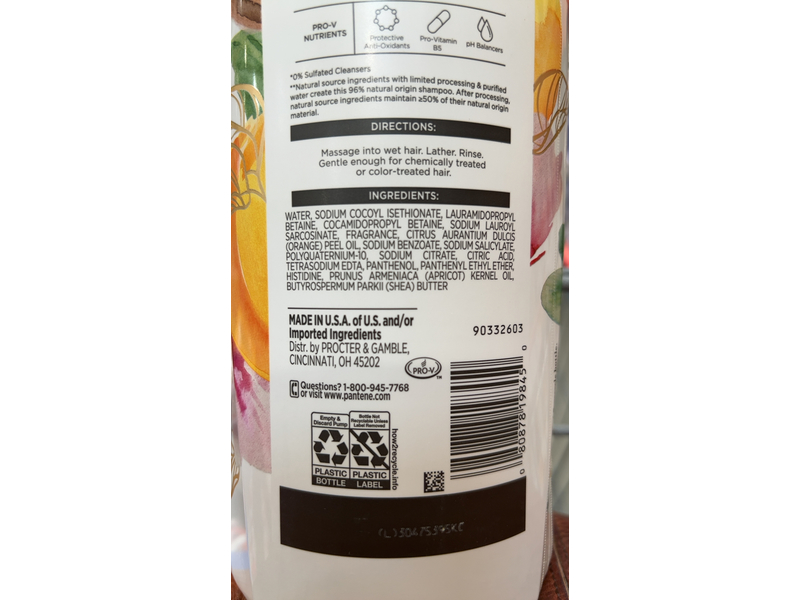 PRO-V
NUTRIENTS
Protective
Anti-Oxidants
Pro-Vitamin
B5
pH Balancers
*0% Sulfated Cleansers
**Natural source ingredients with limited processing & purified
water create this 96% natural origin shampoo. After processing,
natural source ingredients maintain ≥50% of their natural origin
material.
DIRECTIONS:
Massage into wet hair. Lather. Rinse.
Gentle enough for chemically treated
or color-treated hair.
INGREDIENTS:
WATER, SODIUM COCOYL ISETHIONATE, LAURAMIDOPROPYL
BETAINE, COCAMIDOPROPYL BETAINE, SODIUM LAUROYL
SARCOSINATE, FRAGRANCE, CITRUS AURANTIUM DULCIS
(ORANGE) PEEL OIL, SODIUM BENZOATE, SODIUM SALICYLATE,
POLYQUATERNIUM-10, SODIUM CITRATE, CITRIC ACID,
TETRASODIUM EDTA, PANTHENOL, PANTHENYL ETHYL ETHER,
HISTIDINE, PRUNUS ARMENIACA (APRICOT) KERNEL OIL,
BUTYROSPERMUM PARKII (SHEA) BUTTER
MADE IN U.S.A. of U.S. and/or
Imported Ingredients
Distr. by PROCTER & GAMBLE,
CINCINNATI, OH 45202
90332603
PRO-V™
Questions? 1-800-945-7768
or visit www.pantene.com
0 80878 19845 0
Empty &
Discard Pump
PLASTIC
BOTTLE
Bottle Not
Recyclable Unless
Label Removed
PLASTIC
LABEL
how2recycle.info
(L)30475395KC